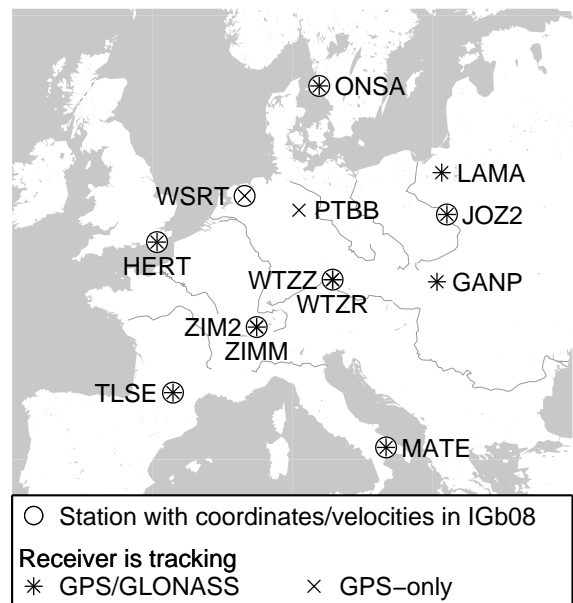 ONSA
LAMA
WSRT
PTBB
JOZ2
HERT
WTZZ
GANP
WTZR
ZIM2
ZIMM
TLSE
MATE
Station with coordinates/velocities in IGb08
Receiver is tracking
GPS/GLONASS GPS−only